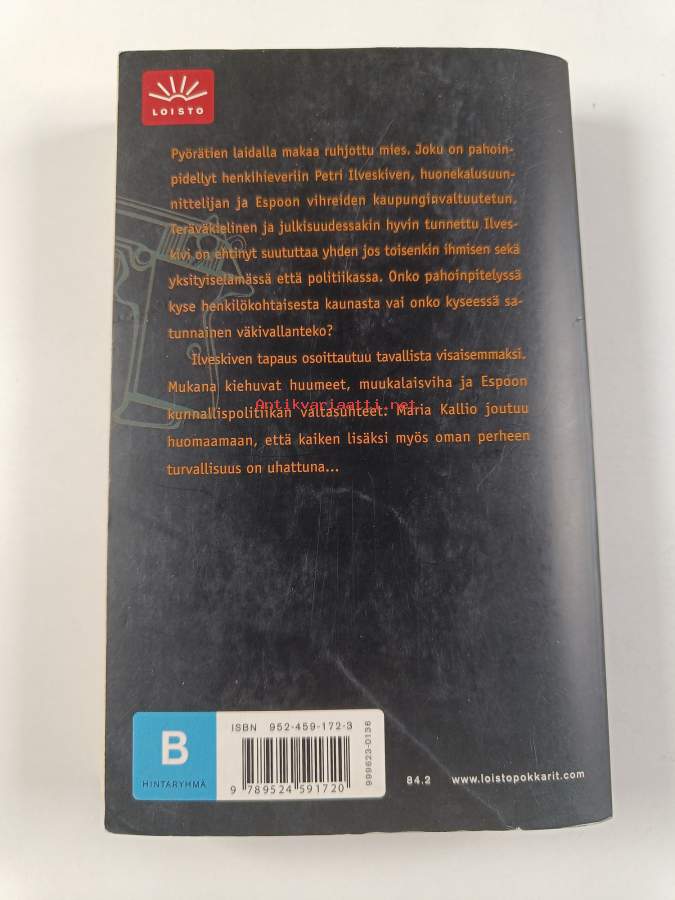 LOISTO
Pyörätien laidalla makaa ruhjottu mies. Joku on pahoin-
pidellyt henkihieveriin Petri Ilveskiven, huonekalusuun-
nittelijan ja Espoon vihreiden kaupunginvaltuutetun.
Teräväkielinen ja julkisuudessakin hyvin tunnettu Ilves-
kivi on ehtinyt suututtaa yhden jos toisenkin ihmisen sekä
yksityiselämässä että politiikassa. Onko pahoinpitelyssä
kyse henkilökohtaisesta kaunasta vai onko kyseessä sa-
tunnainen väkivallanteko?
Ilveskiven tapaus osoittautuu tavallista visaisemmaksi.
Mukana kiehuvat huumeet, muukalaisviha ja Espoon
Antikvariaatti.net
kunnallispolitiikan valtasuhteet. Maria Kallio joutuu
huomaamaan, että kaiken lisäksi myös oman perheen
turvallisuus on uhattuna...
B
HINTARYHMÄ
ISBN 952-459-172-3
9 789524 591720
999623-0136
84.2 www.loistopokkarit.com